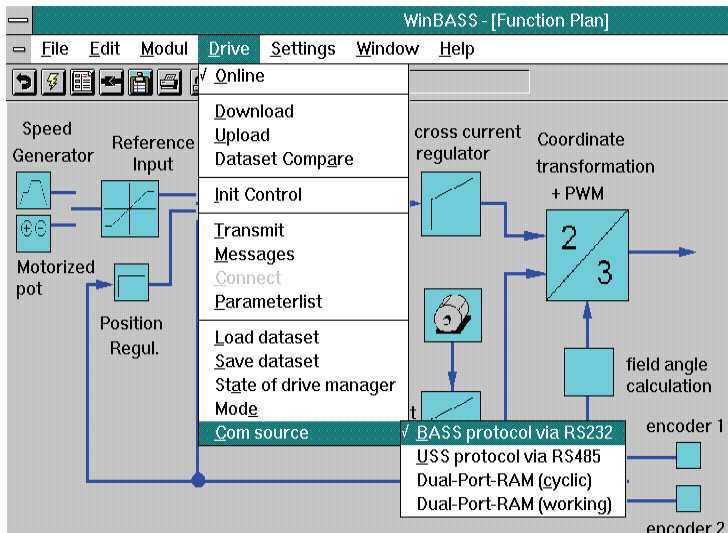 WinBASS - [Function Plan]
File Edit Modul Drive Settings Window Help
√ Online
Download
Upload
Dataset Compare
Init Control
Transmit
Messages
Connect
Parameterlist
Load dataset
Save dataset
State of drive manager
Mode
Com source
√ BASS protocol via RS232
USS protocol via RS485
Dual-Port-RAM (cyclic)
Dual-Port-RAM (working)
Speed
Generator
Reference
Input
Motorized
pot
Position
Regul.
cross current
regulator
Coordinate
transformation
+ PWM
2
3
t
field angle
calculation
encoder 1
encoder 2